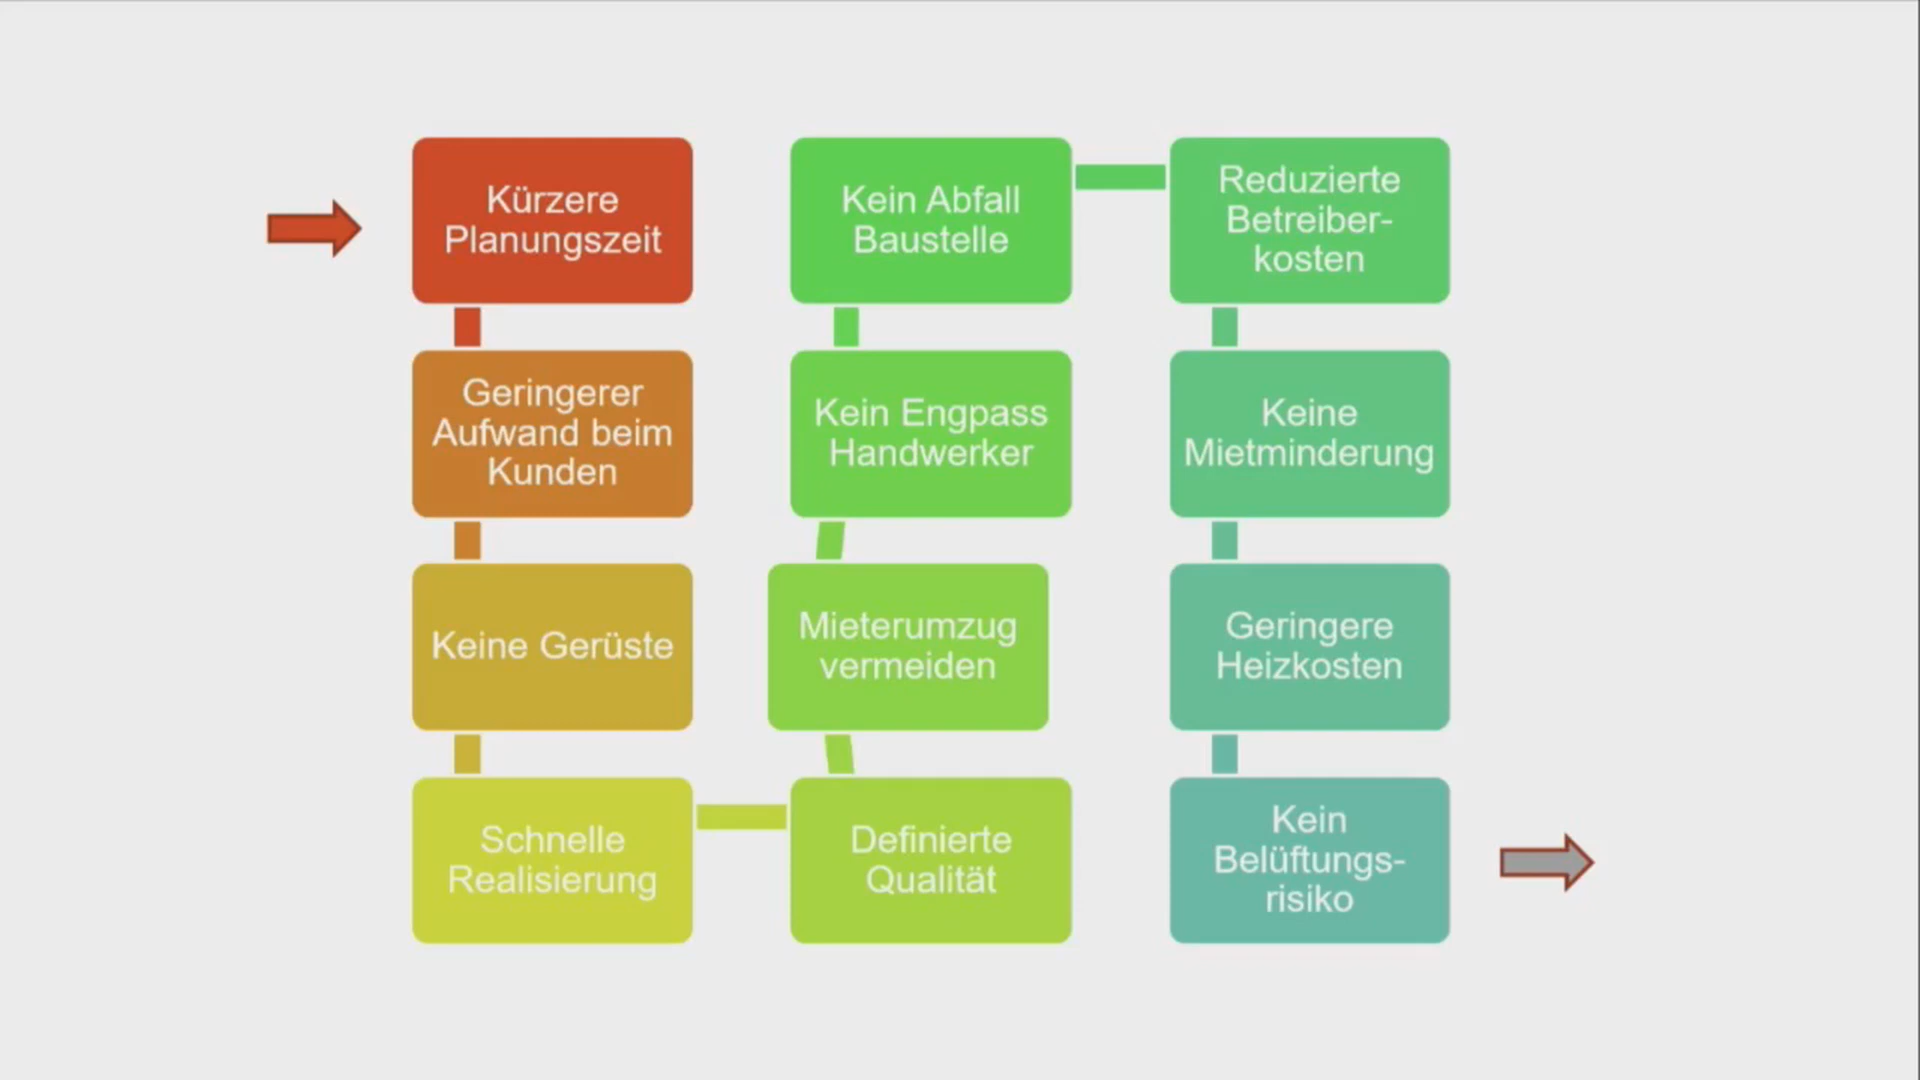 Kürzere
Planungszeit
Geringerer
Aufwand beim
Kunden
Keine Gerüste
Schnelle
Realisierung
Definierte
Qualität
Mieterumzug
vermeiden
Kein Engpass
Handwerker
Kein Abfall
Baustelle
Reduzierte
Betreiber-
kosten
Keine
Mietminderung
Geringere
Heizkosten
Kein
Belüftungs-
risiko